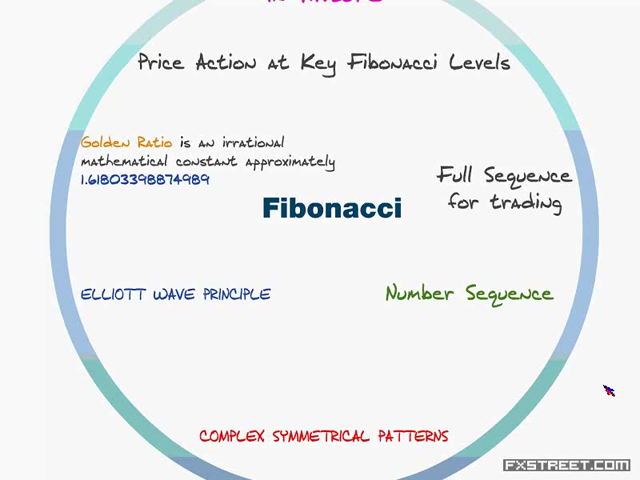 Price Action at Key Fibonacci Levels
Golden Ratio is an irrational
mathematical constant approximately
1.61803398874989
Full Sequence
for trading
Fibonacci
ELLIOTT WAVE PRINCIPLE
Number Sequence
COMPLEX SYMMETRICAL PATTERNS
FXSTREET.COM